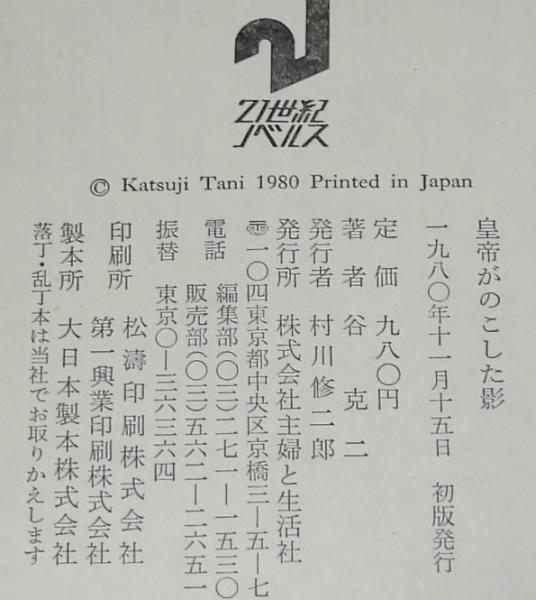 21世紀
ノベルス
© Katsuji Tani 1980 Printed in Japan
皇帝がのこした影
一九八〇年十一月十五日　初版発行
定　価　九八〇円
著　者　谷　克　二
発行者　村川修二郎
発行所　株式会社主婦と生活社
〠一〇四東京都中央区京橋三—五—七
電話　編集部(〇三)二七一—一五三〇
販売部(〇三)五六二—二六五一
振替　東京〇—三六三六四
印刷所　松濤印刷株式会社
第一興業印刷株式会社
製本所　大日本製本株式会社
落丁・乱丁本は当社でお取りかえします